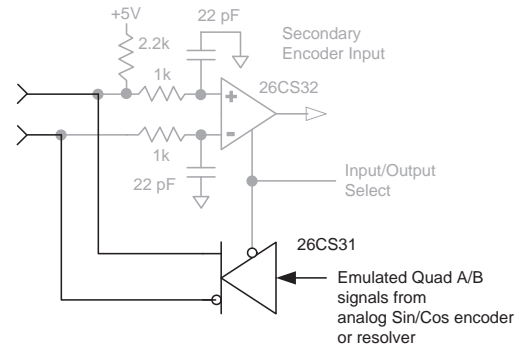 +5V
22 pF
2.2k
Secondary
Encoder Input
1k
26CS32
+
-
1k
22 pF
Input/Output
Select
26CS31
Emulated Quad A/B
signals from
analog Sin/Cos encoder
or resolver